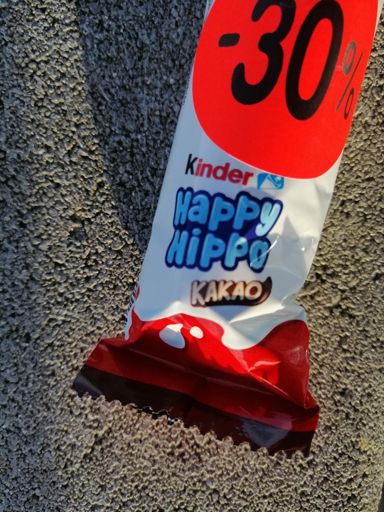 -30%
Kinder
Happy
Hippo
KAKAO